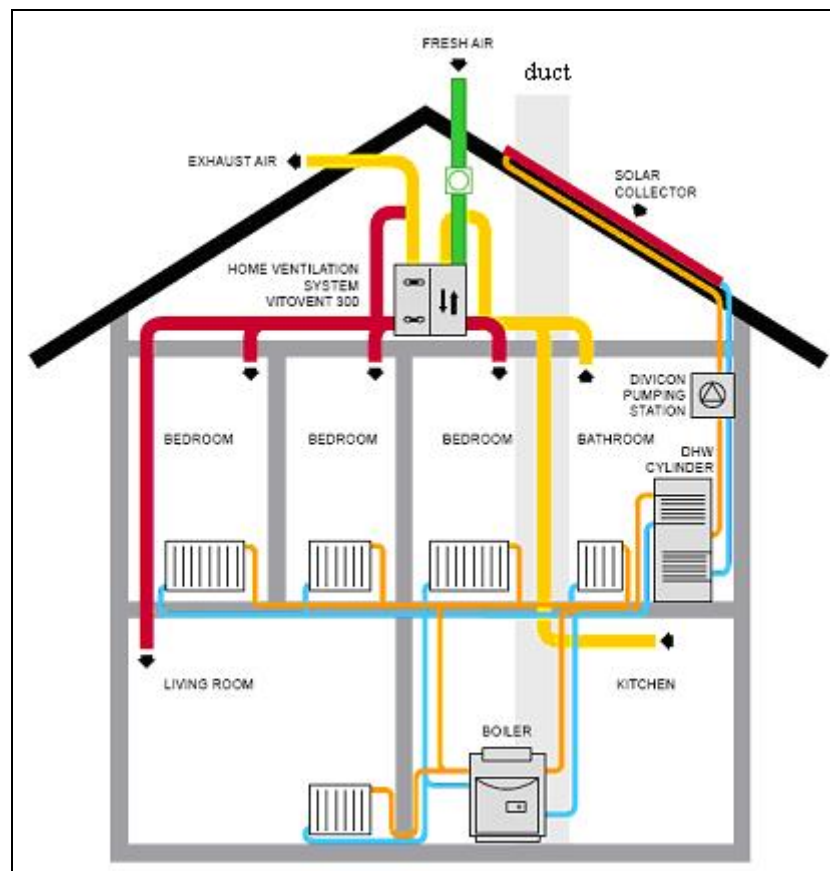 FRESH AIR
duct
EXHAUST AIR
SOLAR
COLLECTOR
HOME VENTILATION
SYSTEM
VITOVENT 300
DIVICON
PUMPING
STATION
BEDROOM
BEDROOM
BEDROOM
BATHROOM
DHW
CYLINDER
LIVING ROOM
KITCHEN
BOILER